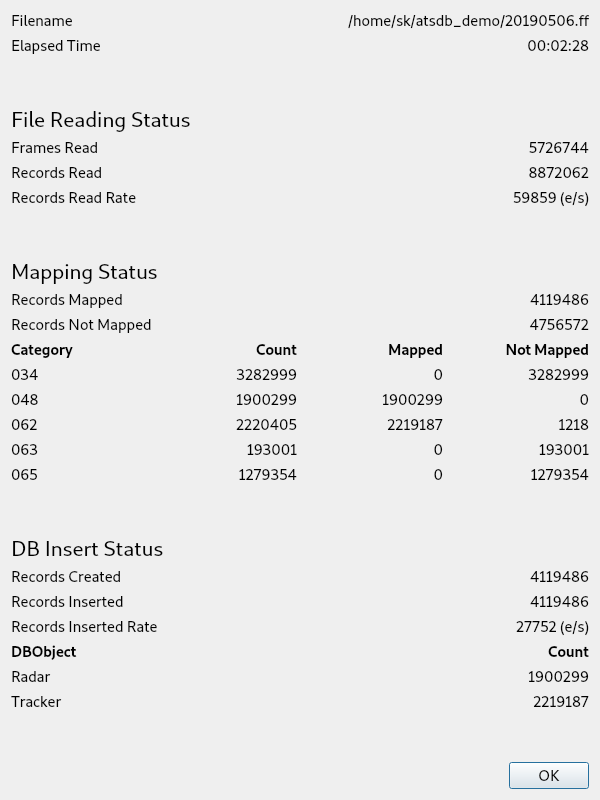 Filename /home/sk/atsdb_demo/20190506.ff
Elapsed Time 00:02:28
File Reading Status
Frames Read 5726744
Records Read 8872062
Records Read Rate 59859 (e/s)
Mapping Status
Records Mapped 4119486
Records Not Mapped 4756572
Category Count Mapped Not Mapped
034 3282999 0 3282999
048 1900299 1900299 0
062 2220405 2219187 1218
063 193001 0 193001
065 1279354 0 1279354
DB Insert Status
Records Created 4119486
Records Inserted 4119486
Records Inserted Rate 27752 (e/s)
DBObject Count
Radar 1900299
Tracker 2219187
OK